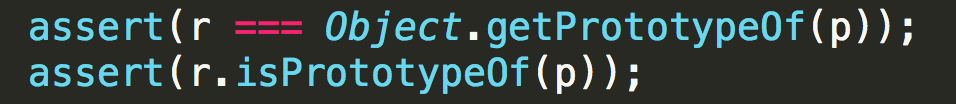 assert(r === Object.getPrototypeOf(p));
assert(r.isPrototypeOf(p));